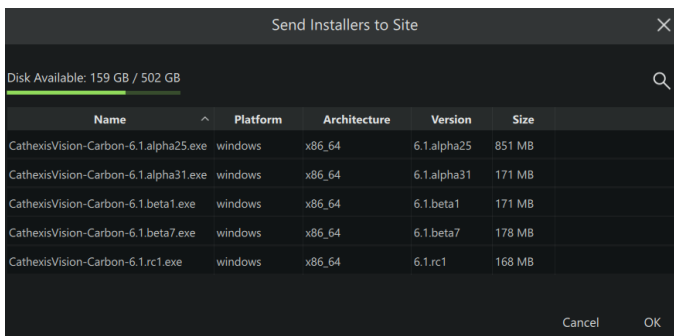 Send Installers to Site
Disk Available: 159 GB / 502 GB
Name Platform Architecture Version Size
CathexisVision-Carbon-6.1.alpha25.exe windows x86_64 6.1.alpha25 851 MB
CathexisVision-Carbon-6.1.alpha31.exe windows x86_64 6.1.alpha31 171 MB
CathexisVision-Carbon-6.1.beta1.exe windows x86_64 6.1.beta1 171 MB
CathexisVision-Carbon-6.1.beta7.exe windows x86_64 6.1.beta7 178 MB
CathexisVision-Carbon-6.1.rc1.exe windows x86_64 6.1.rc1 168 MB
Cancel OK